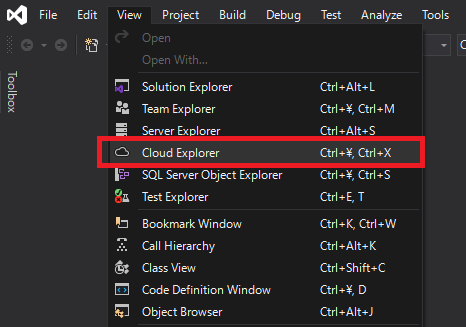 View Project Build Debug Test Analyze Tools
Toolbox
Open
Open With...
Solution Explorer Ctrl+Alt+L
Team Explorer Ctrl+¥, Ctrl+M
Server Explorer Ctrl+Alt+S
Cloud Explorer Ctrl+¥, Ctrl+X
SQL Server Object Explorer Ctrl+¥, Ctrl+S
Test Explorer Ctrl+E, T
Bookmark Window Ctrl+K, Ctrl+W
Call Hierarchy Ctrl+Alt+K
Class View Ctrl+Shift+C
Code Definition Window Ctrl+¥, D
Object Browser Ctrl+Alt+J